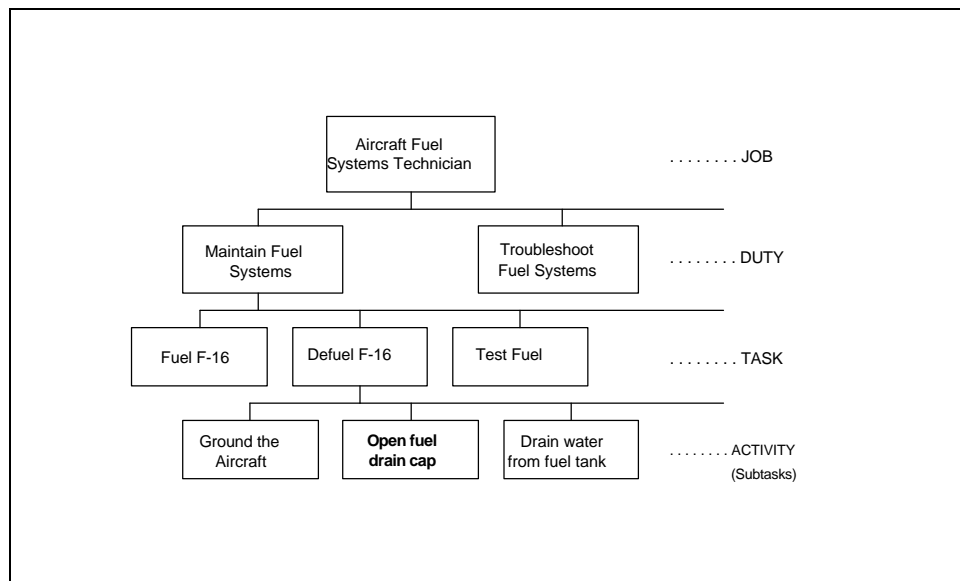 Aircraft Fuel
Systems Technician
. . . . . . . . JOB
Maintain Fuel
Systems
Troubleshoot
Fuel Systems
. . . . . . . . DUTY
Fuel F-16
Defuel F-16
Test Fuel
. . . . . . . . TASK
Ground the
Aircraft
Open fuel
drain cap
Drain water
from fuel tank
. . . . . . . . ACTIVITY
(Subtasks)